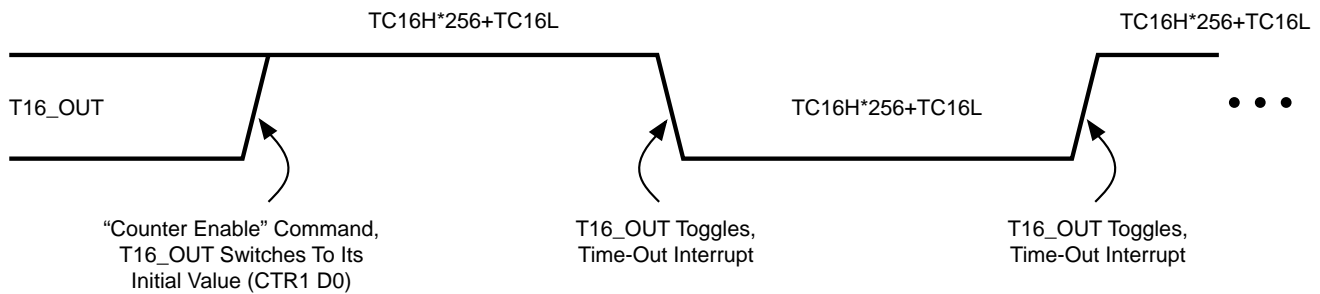 TC16H*256+TC16L
TC16H*256+TC16L
T16_OUT
TC16H*256+TC16L
“Counter Enable” Command,
T16_OUT Switches To Its
Initial Value (CTR1 D0)
T16_OUT Toggles,
Time-Out Interrupt
T16_OUT Toggles,
Time-Out Interrupt